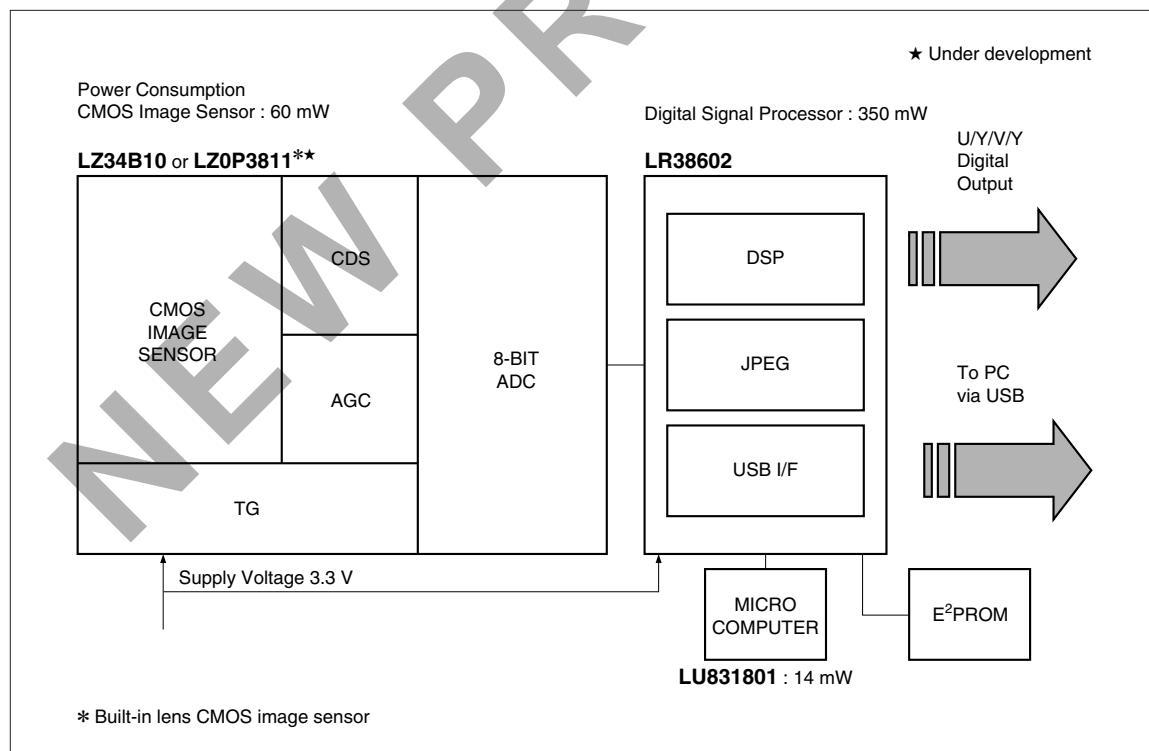 NEW PR
★ Under development
Power Consumption
CMOS Image Sensor : 60 mW
Digital Signal Processor : 350 mW
LZ34B10 or LZ0P3811*★
LR38602
U/Y/V/Y
Digital
Output
CMOS
IMAGE
SENSOR
CDS
AGC
TG
8-BIT
ADC
DSP
JPEG
USB I/F
To PC
via USB
Supply Voltage 3.3 V
MICRO
COMPUTER
E²PROM
LU831801 : 14 mW
* Built-in lens CMOS image sensor